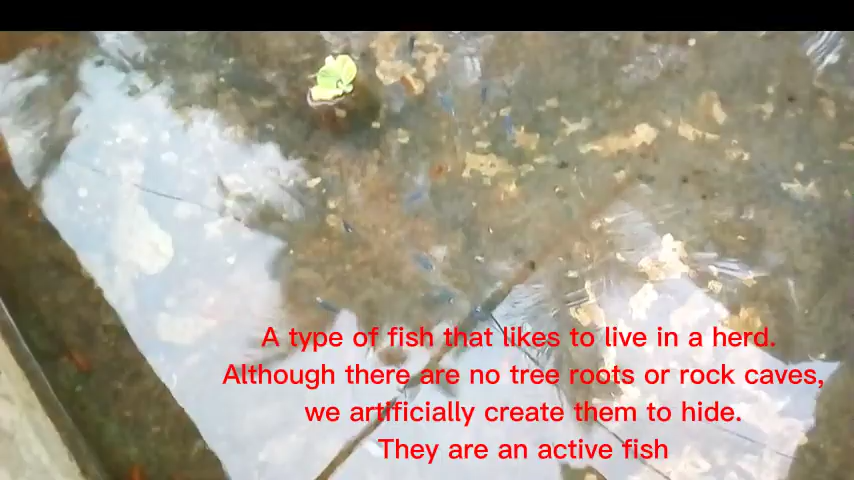 A type of fish that likes to live in a herd.
Although there are no tree roots or rock caves,
we artificially create them to hide.
They are an active fish